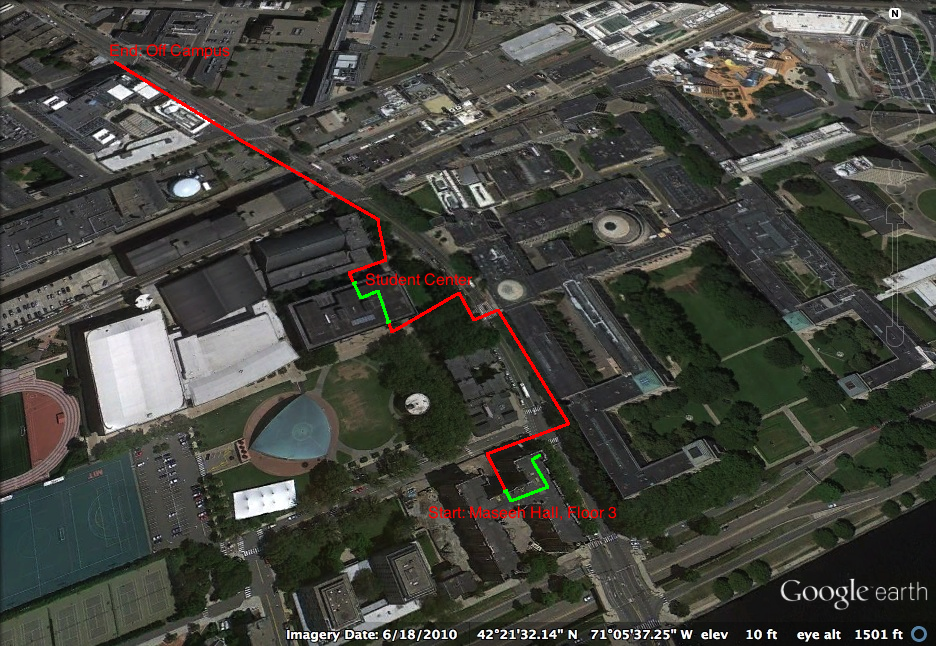 N
End: Off Campus
Student Center
Start: Maseeh Hall, Floor 3
Google earth
Imagery Date: 6/18/2010 42°21'32.14" N 71°05'37.25" W elev 10 ft eye alt 1501 ft